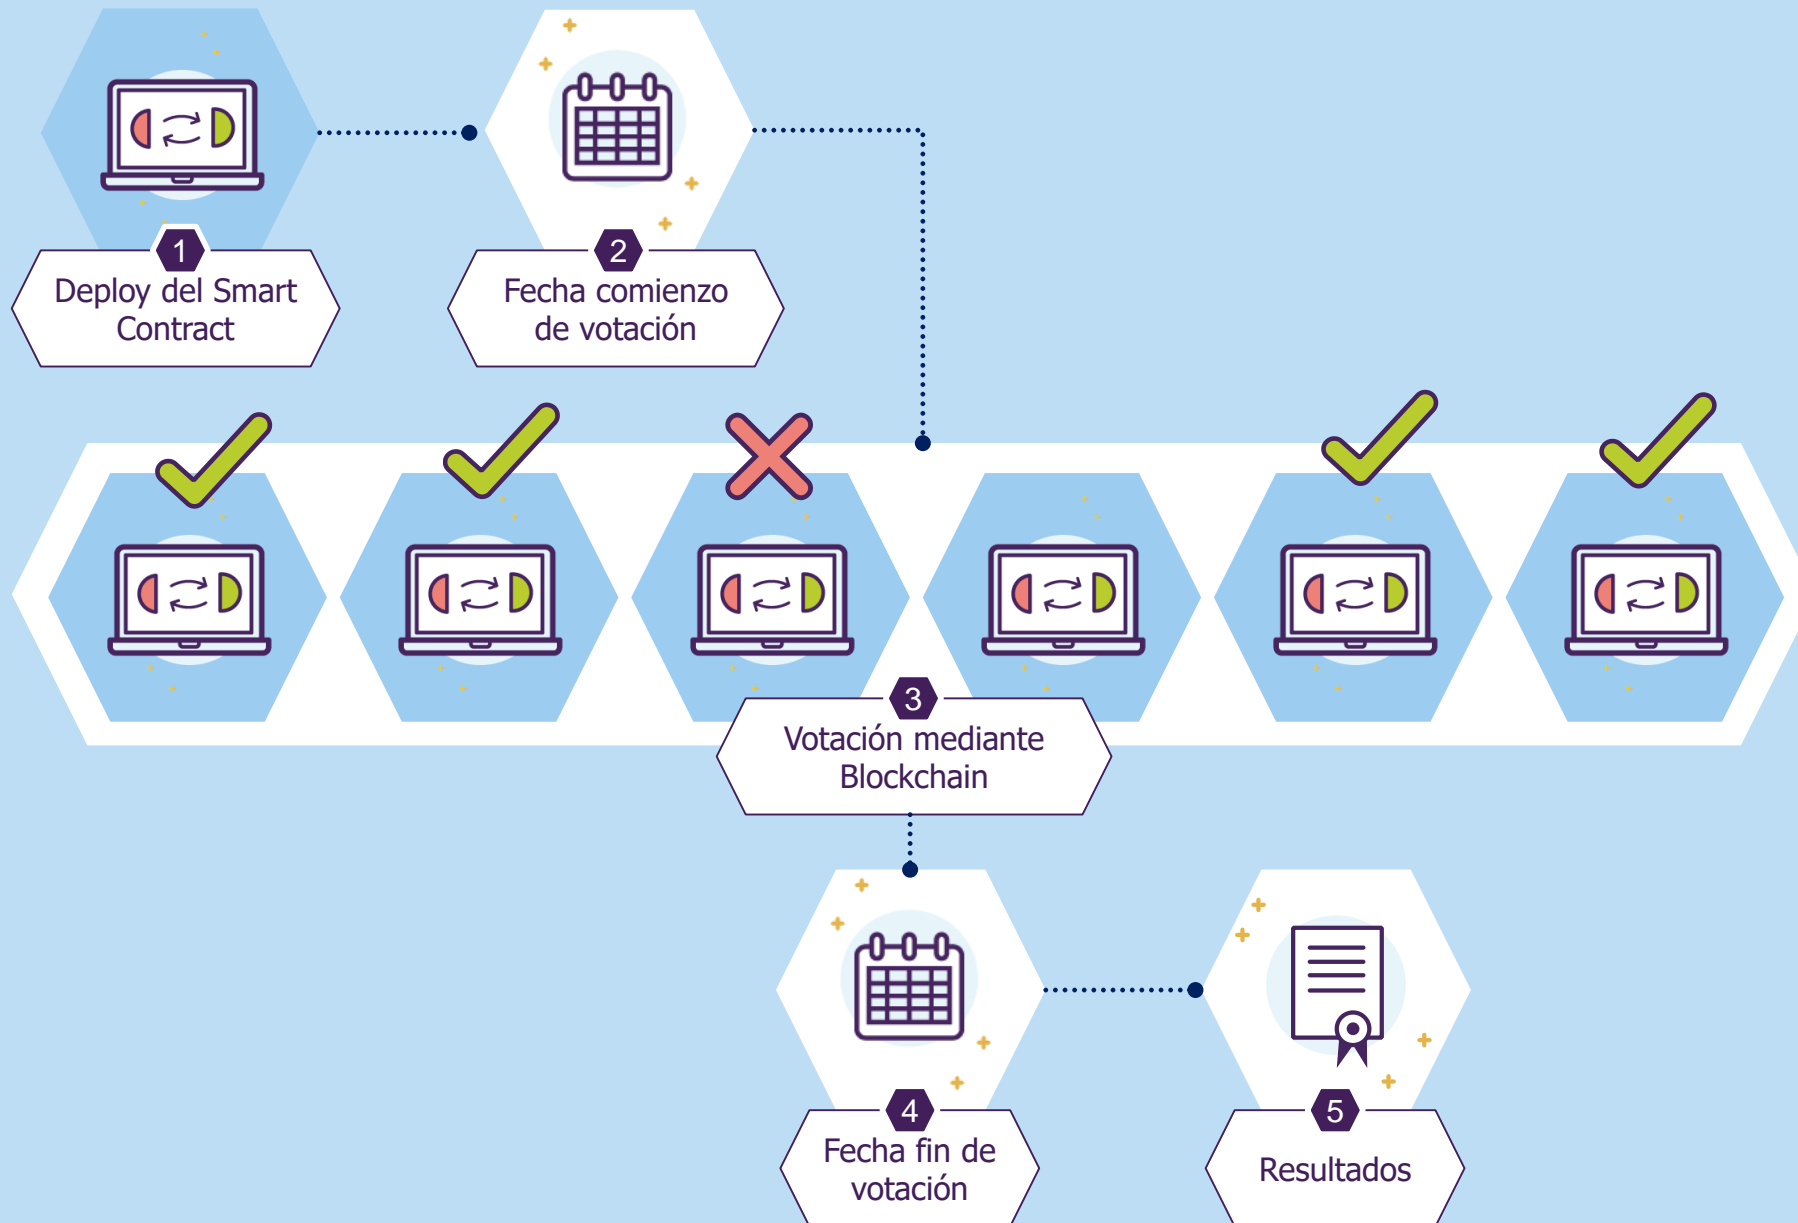 1
Deploy del Smart
Contract
2
Fecha comienzo
de votación
3
Votación mediante
Blockchain
4
Fecha fin de
votación
5
Resultados